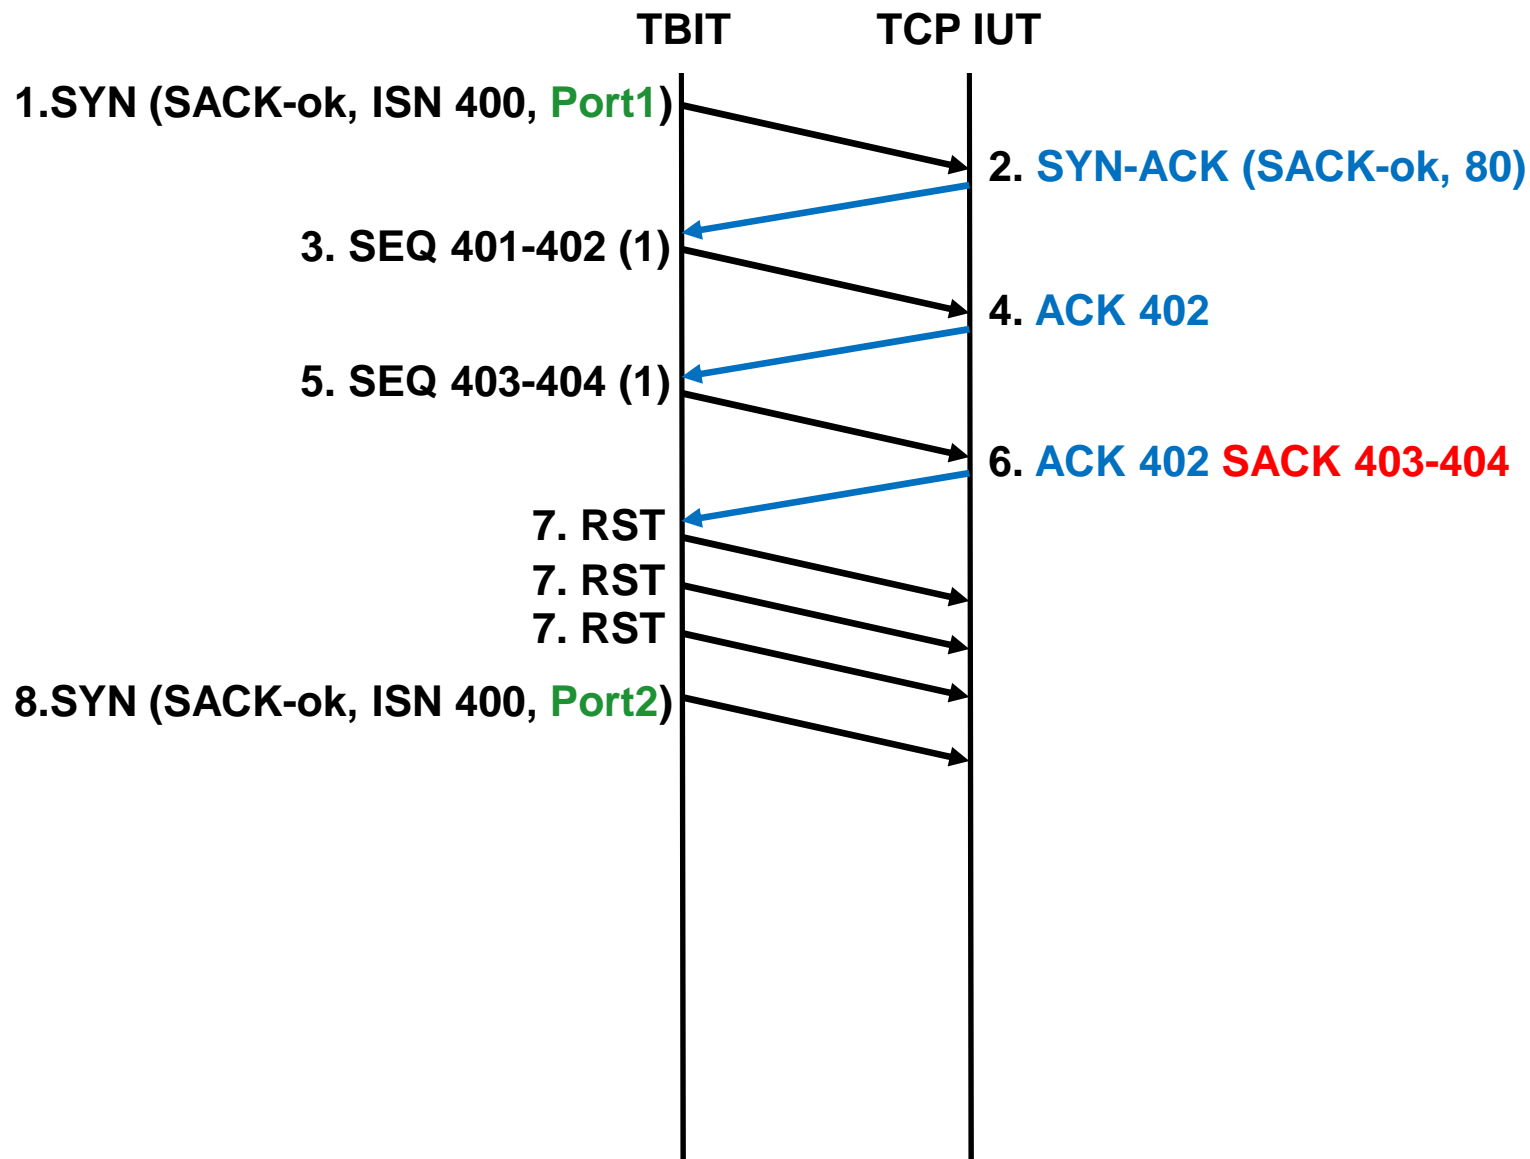 TBIT TCP IUT
1.SYN (SACK-ok, ISN 400, Port1)
2. SYN-ACK (SACK-ok, 80)
3. SEQ 401-402 (1)
4. ACK 402
5. SEQ 403-404 (1)
6. ACK 402 SACK 403-404
7. RST
7. RST
7. RST
8.SYN (SACK-ok, ISN 400, Port2)